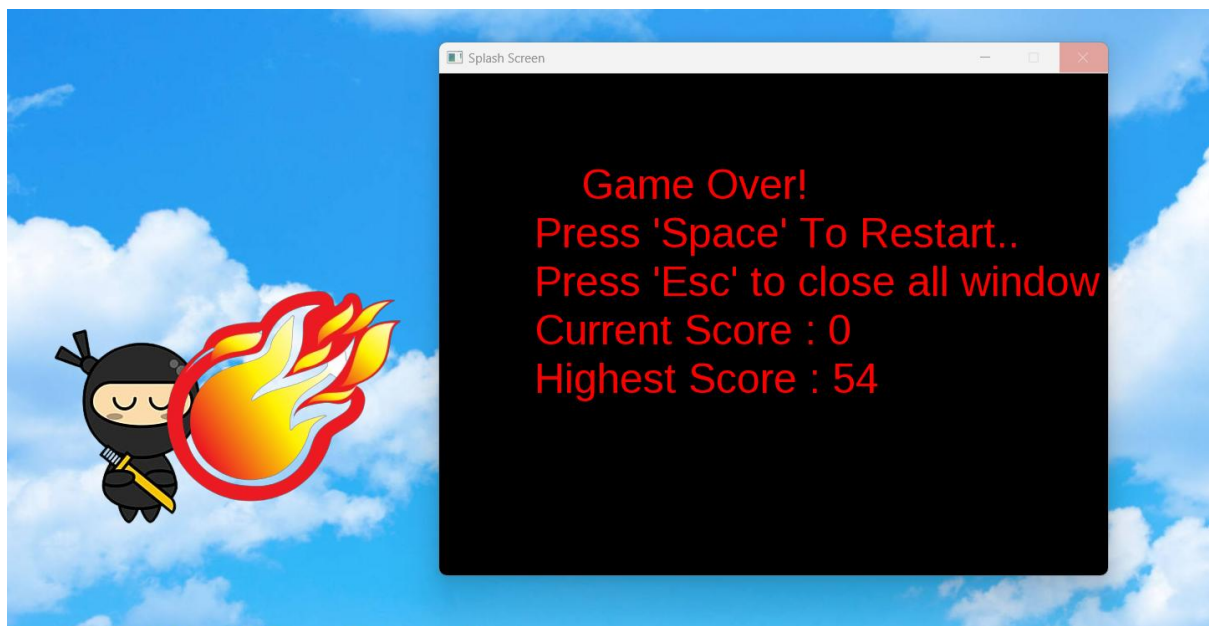 Splash Screen
Game Over!
Press 'Space' To Restart..
Press 'Esc' to close all window
Current Score : 0
Highest Score : 54